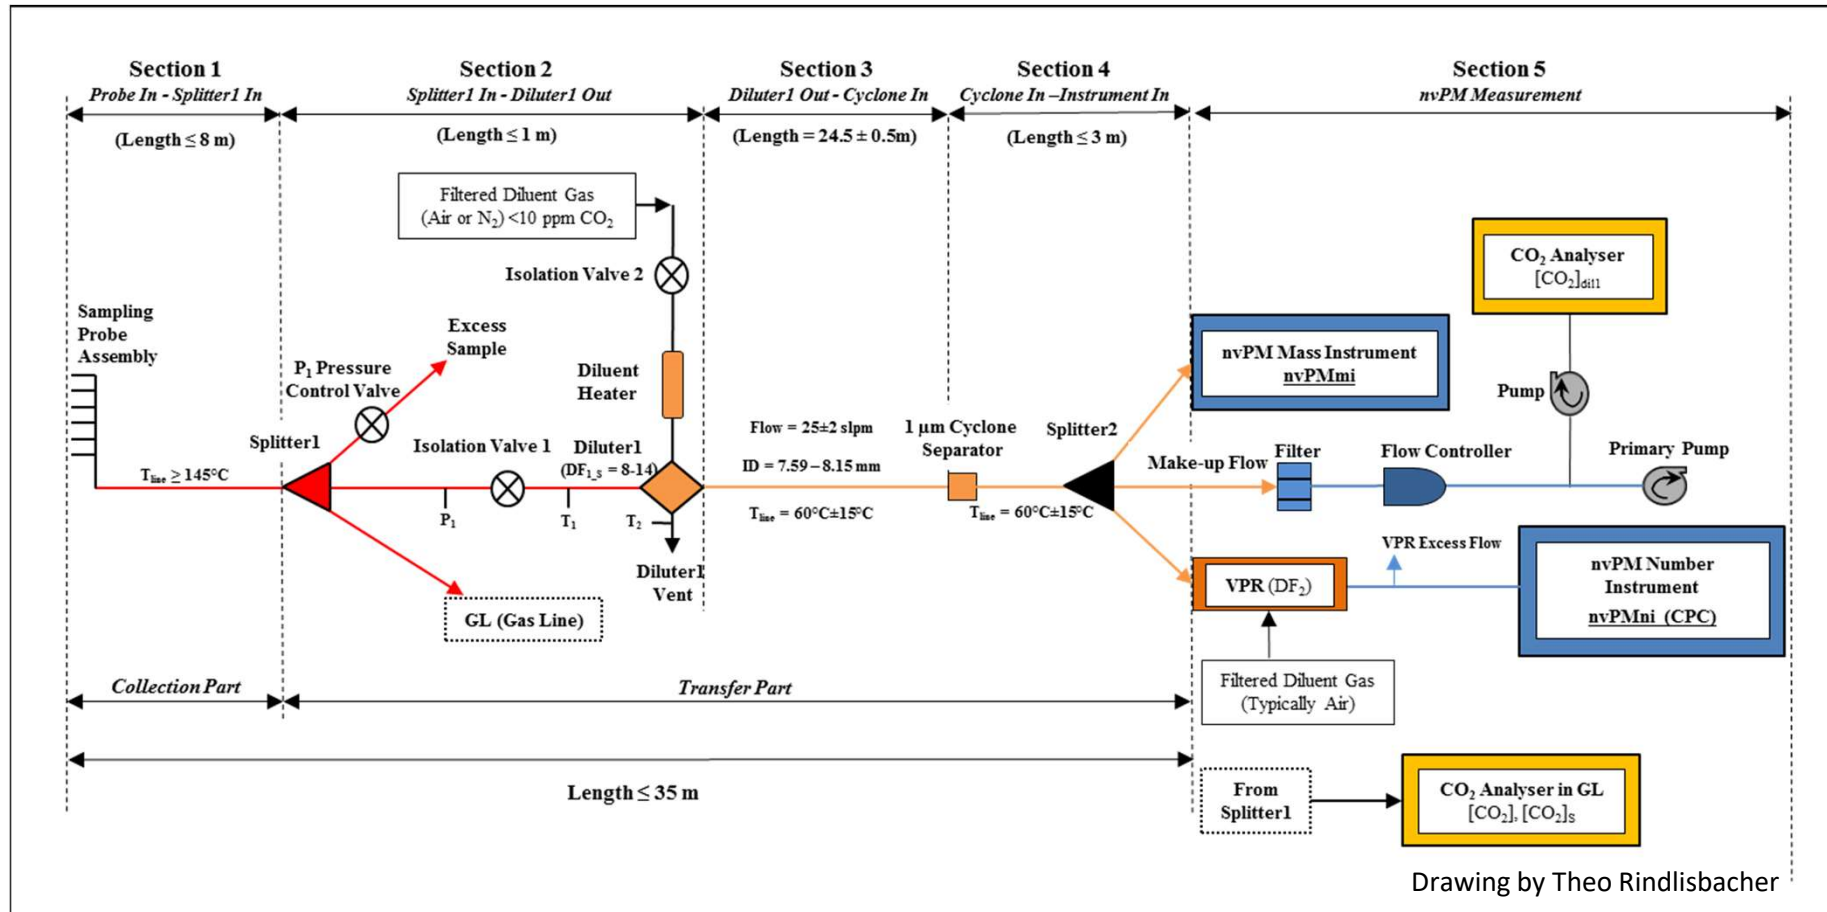 Section 1
Probe In - Splitter1 In
(Length ≤ 8 m)
Section 2
Splitter1 In - Diluter1 Out
(Length ≤ 1 m)
Section 3
Diluter1 Out - Cyclone In
(Length = 24.5 ± 0.5m)
Section 4
Cyclone In –Instrument In
(Length ≤ 3 m)
Section 5
nvPM Measurement
Filtered Diluent Gas
(Air or N₂) <10 ppm CO₂
Isolation Valve 2
Sampling
Probe
Assembly
Excess
Sample
P₁ Pressure
Control Valve
Diluent
Heater
Splitter1
Isolation Valve 1
Diluter1
(DF₁_S = 8-14)
T_line ≥ 145°C
P₁
T₁
T₂
Diluter1
Vent
GL (Gas Line)
Flow = 25±2 slpm
ID = 7.59 – 8.15 mm
T_line = 60°C±15°C
1 µm Cyclone
Separator
T_line = 60°C±15°C
Splitter2
CO₂ Analyser
[CO₂]dil1
nvPM Mass Instrument
nvPMmi
Pump
Make-up Flow
Filter
Flow Controller
Primary Pump
VPR Excess Flow
VPR (DF₂)
nvPM Number
Instrument
nvPMni (CPC)
Filtered Diluent Gas
(Typically Air)
Collection Part
Transfer Part
Length ≤ 35 m
From
Splitter1
CO₂ Analyser in GL
[CO₂], [CO₂]S
Drawing by Theo Rindlisbacher